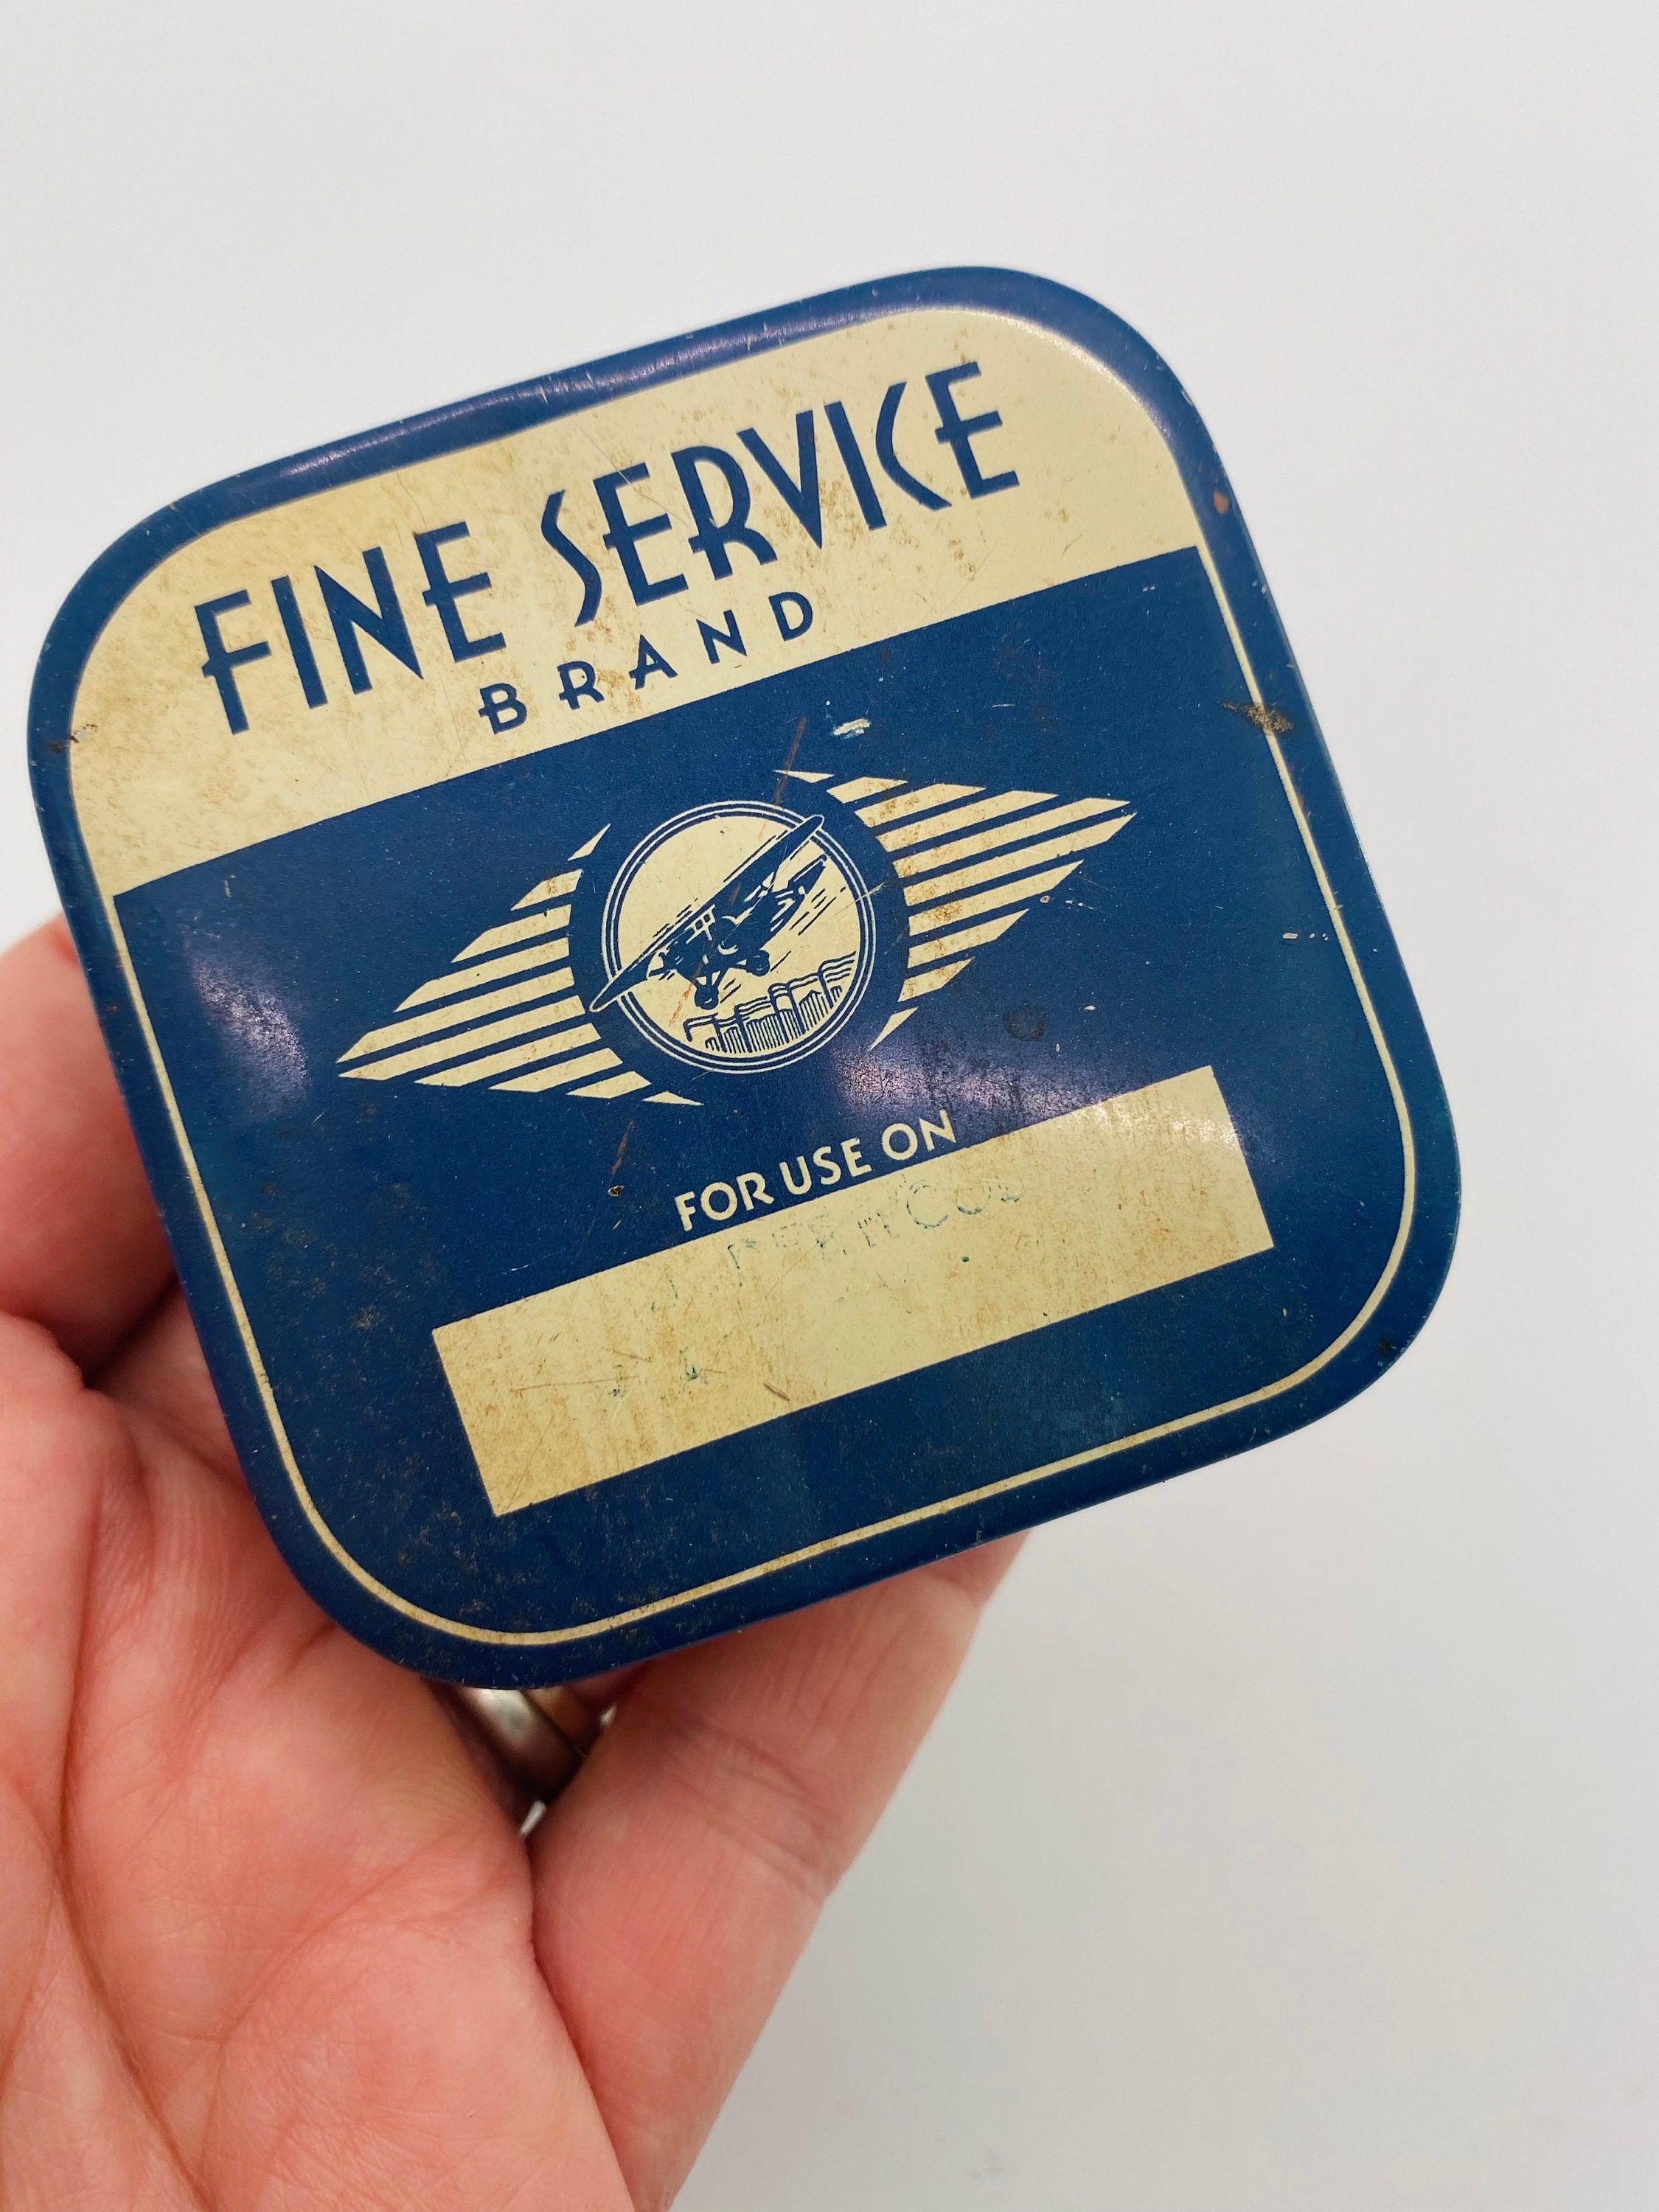 FINE SERVICE
BRAND
FOR USE ON